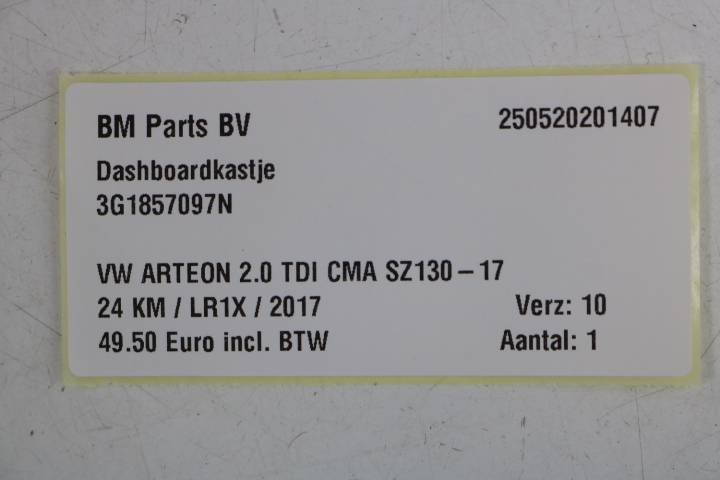 BM Parts BV 250520201407
Dashboardkastje
3G1857097N
VW ARTEON 2.0 TDI CMA SZ130–17
24 KM / LR1X / 2017 Verz: 10
49.50 Euro incl. BTW Aantal: 1